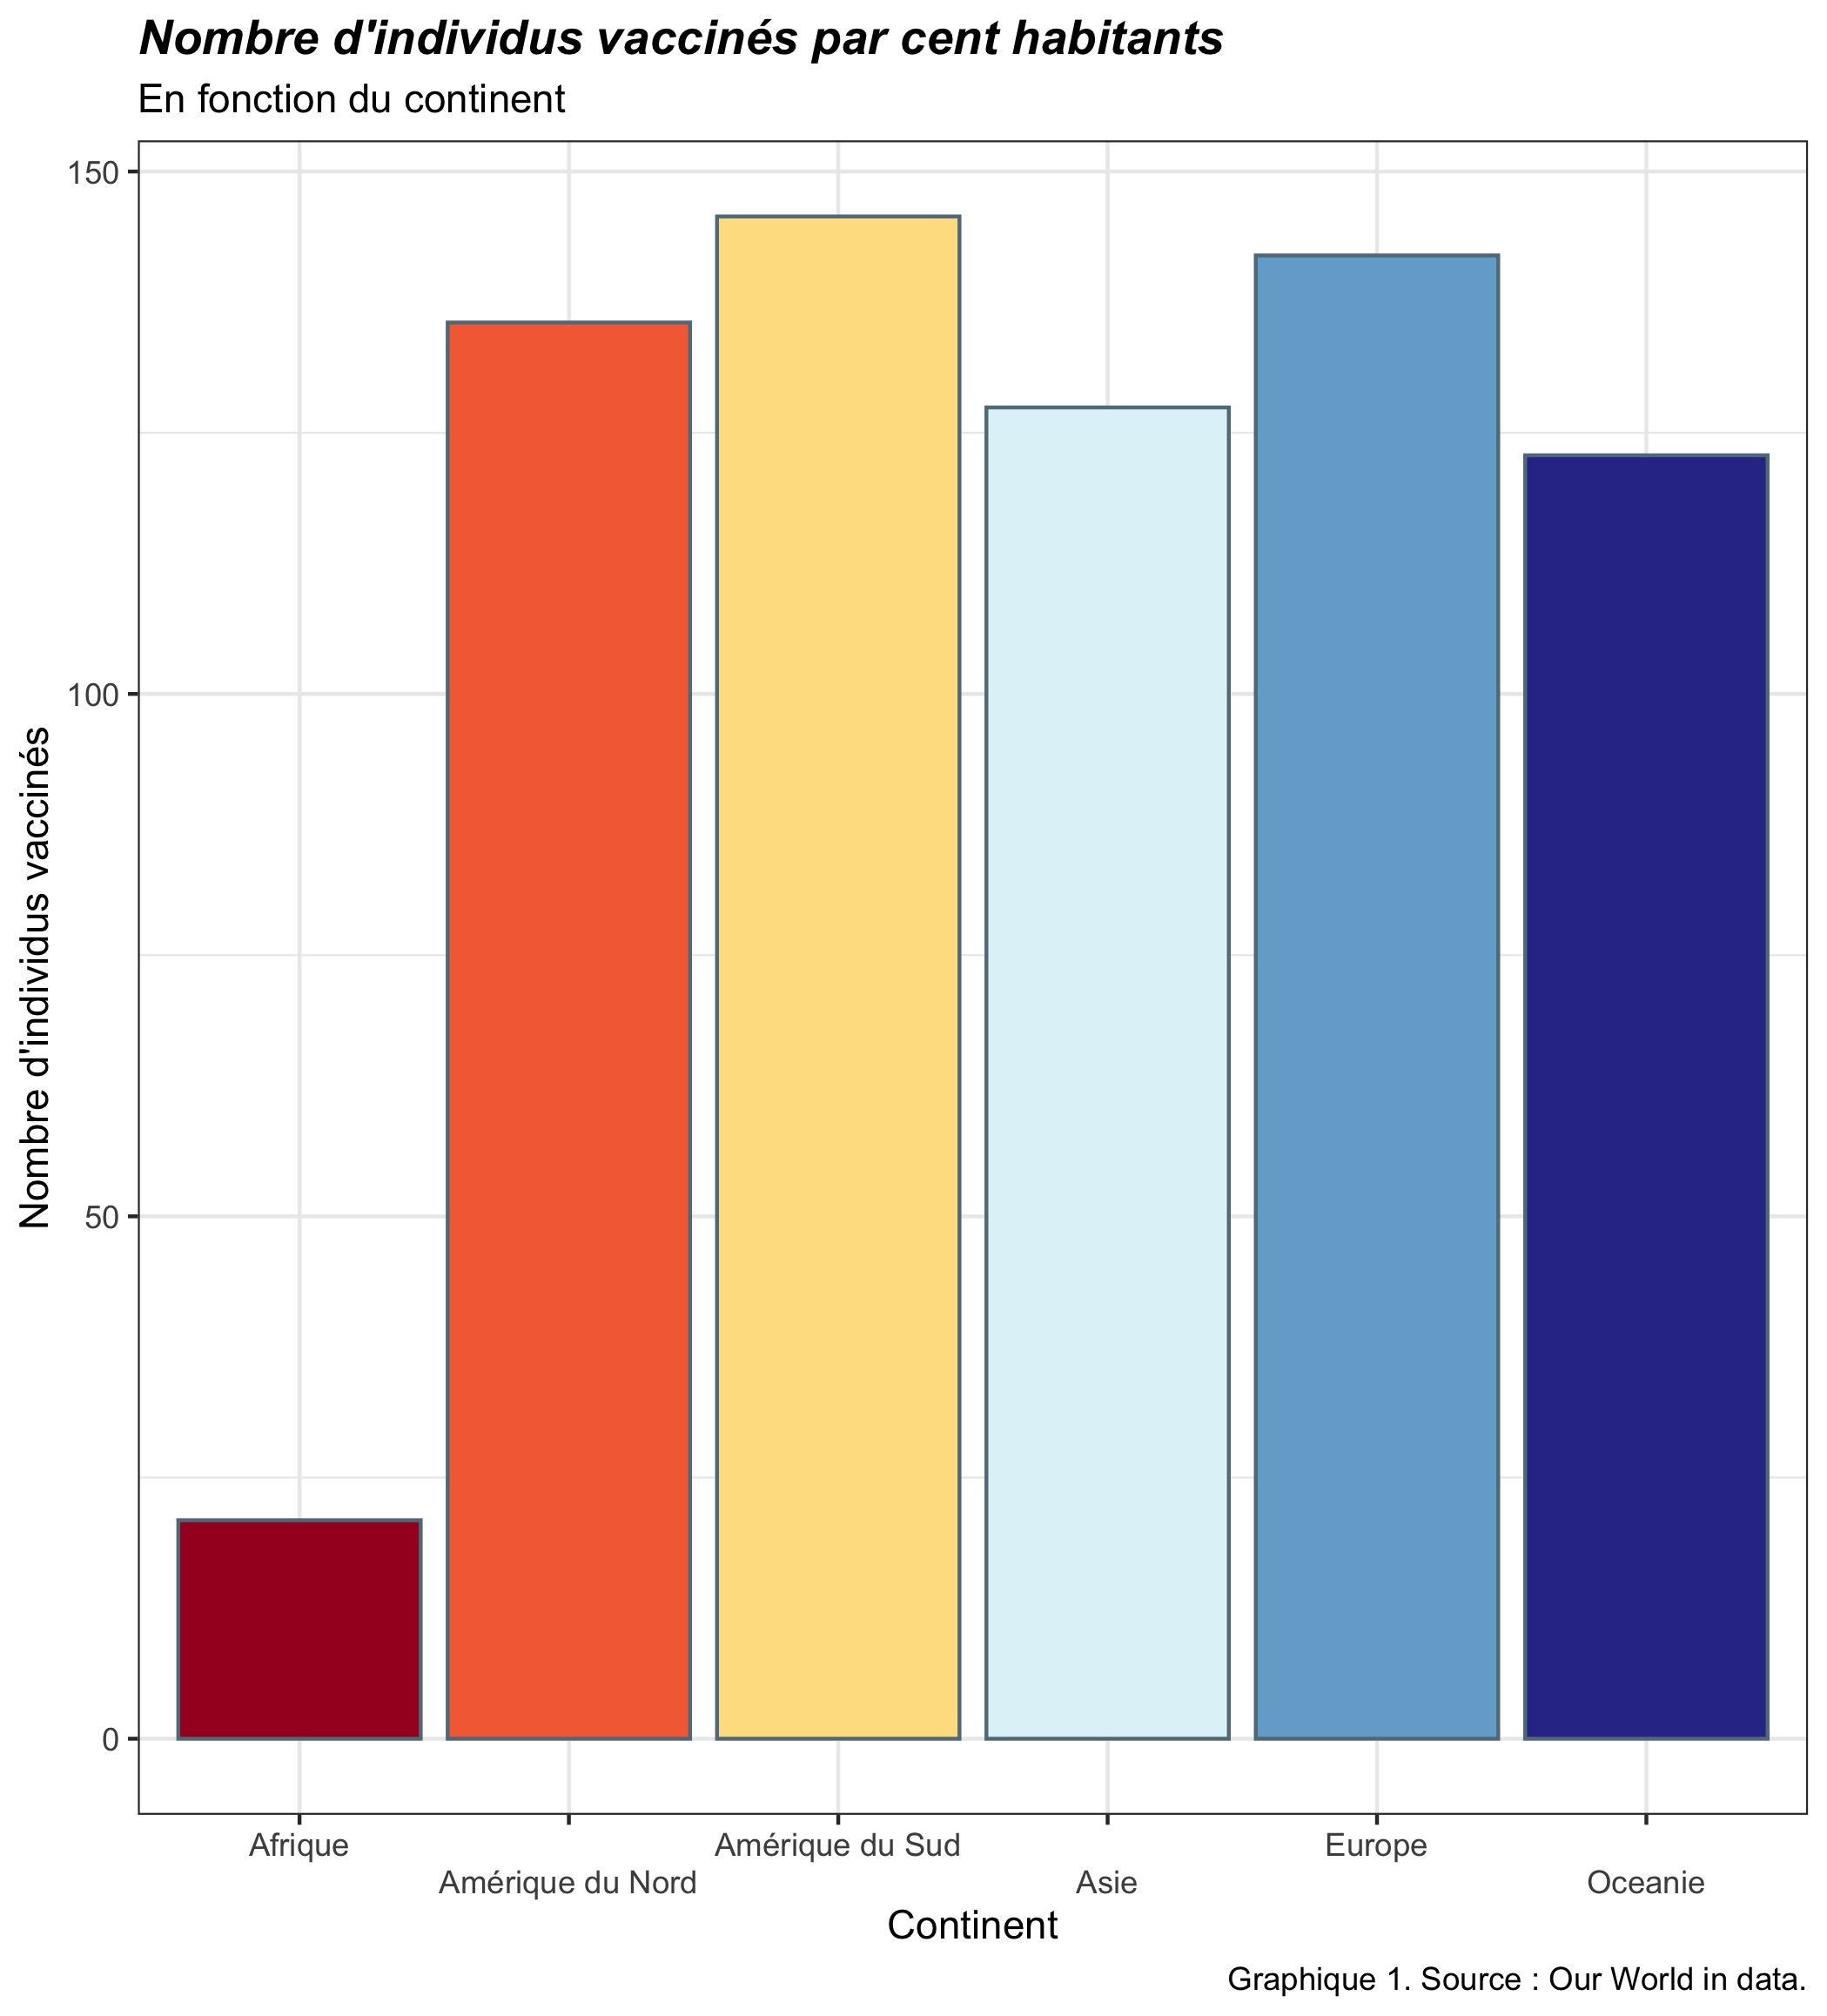 Nombre d'individus vaccinés par cent habitants
En fonction du continent
Nombre d'individus vaccinés
150
100
50
0
Afrique
Amérique du Nord
Amérique du Sud
Asie
Europe
Oceanie
Continent
Graphique 1. Source : Our World in data.